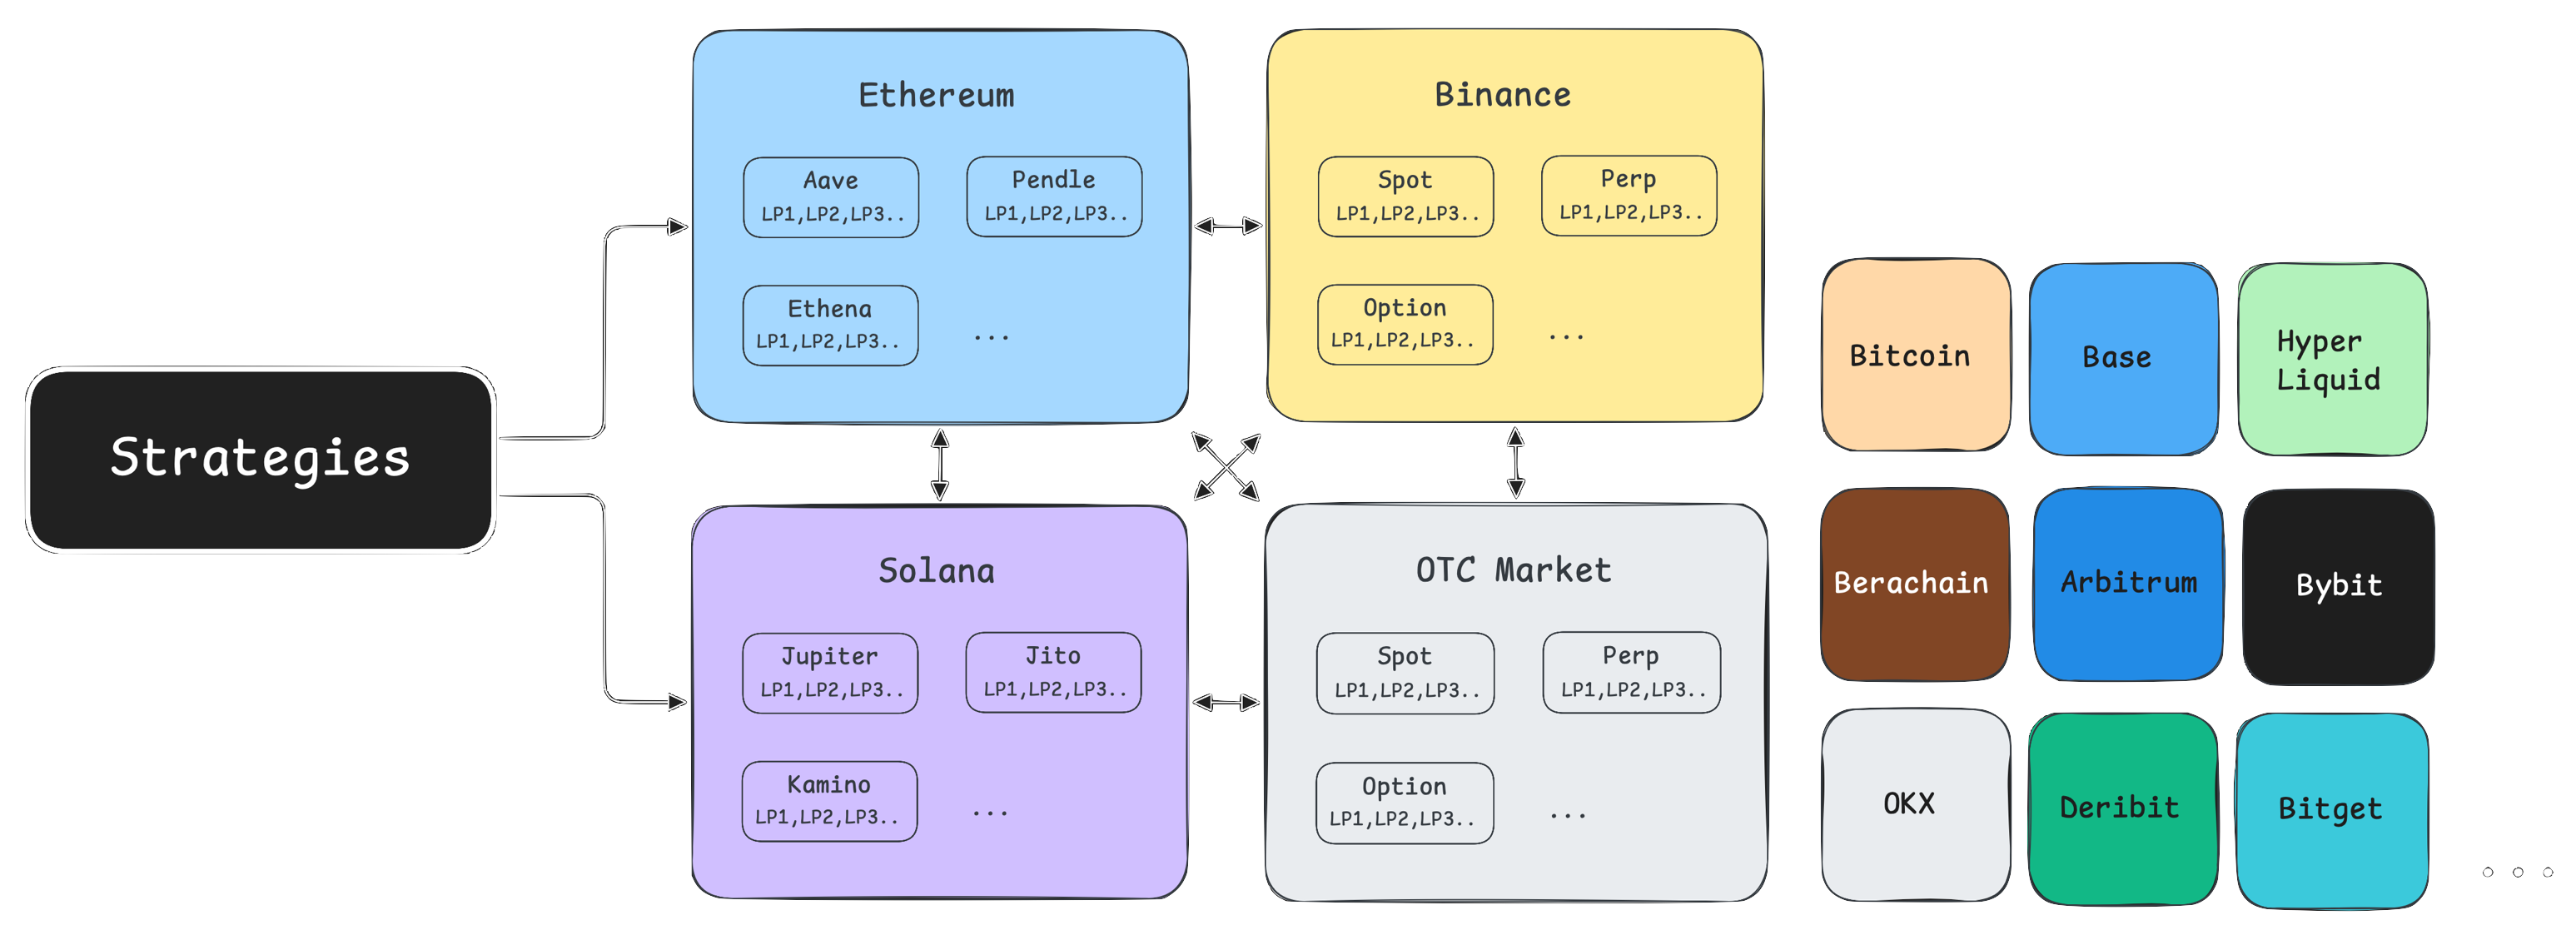 Strategies
Ethereum
Aave
LP1,LP2,LP3..
Pendle
LP1,LP2,LP3..
Ethena
LP1,LP2,LP3..
...
Binance
Spot
LP1,LP2,LP3..
Perp
LP1,LP2,LP3..
Option
LP1,LP2,LP3..
...
Solana
Jupiter
LP1,LP2,LP3..
Jito
LP1,LP2,LP3..
Kamino
LP1,LP2,LP3..
...
OTC Market
Spot
LP1,LP2,LP3..
Perp
LP1,LP2,LP3..
Option
LP1,LP2,LP3..
...
Bitcoin
Base
Hyper
Liquid
Berachain
Arbitrum
Bybit
OKX
Deribit
Bitget